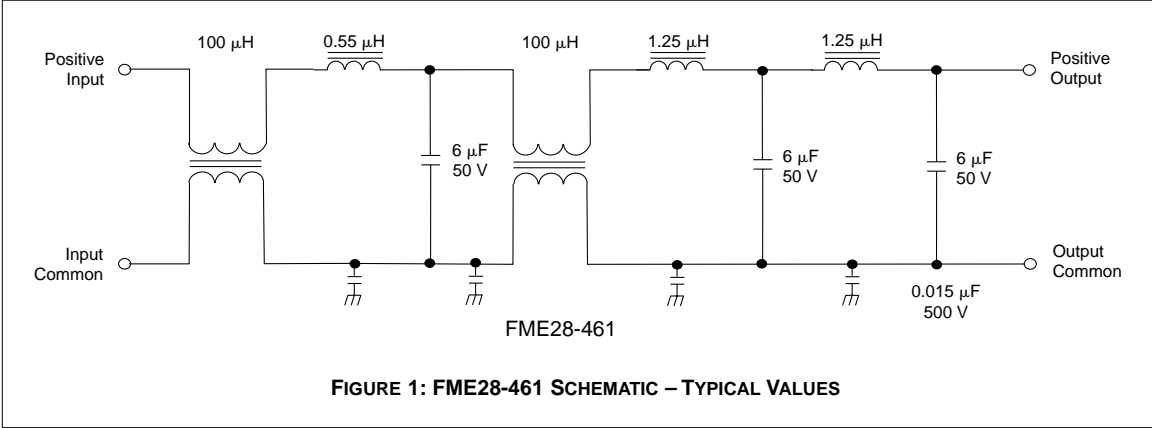 100 μH
0.55 μH
100 μH
1.25 μH
1.25 μH
Positive
Input
Positive
Output
6 μF
50 V
6 μF
50 V
6 μF
50 V
Input
Common
Output
Common
0.015 μF
500 V
FME28-461
FIGURE 1: FME28-461 SCHEMATIC – TYPICAL VALUES